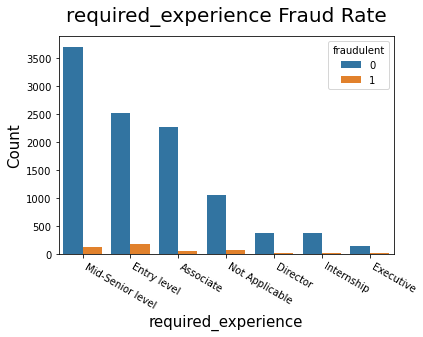 required_experience Fraud Rate
fraudulent
0
1
Count
3500
3000
2500
2000
1500
1000
500
0
Mid-Senior level
Entry level
Associate
Not Applicable
Director
Internship
Executive
required_experience